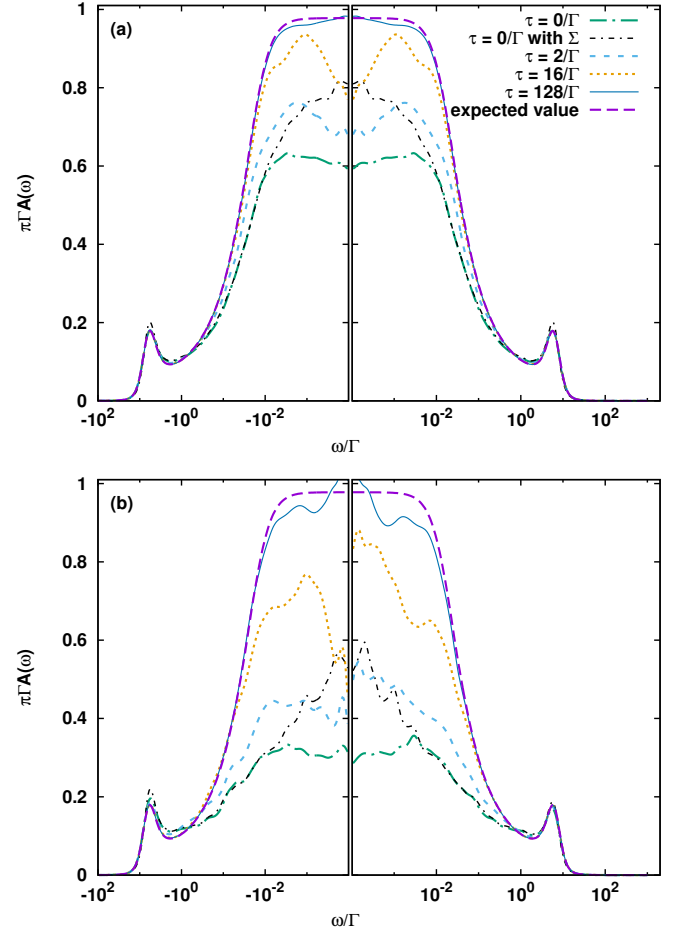 (a)
τ = 0/Γ
τ = 0/Γ with Σ
τ = 2/Γ
τ = 16/Γ
τ = 128/Γ
expected value
1
0.8
0.6
0.4
0.2
0
πΓA(ω)
-10² -10⁰ -10⁻² 10⁻² 10⁰ 10²
ω/Γ ω/Γ
(b)
1
0.8
0.6
0.4
0.2
0
πΓA(ω)
-10² -10⁰ -10⁻² 10⁻² 10⁰ 10²
ω/Γ ω/Γ